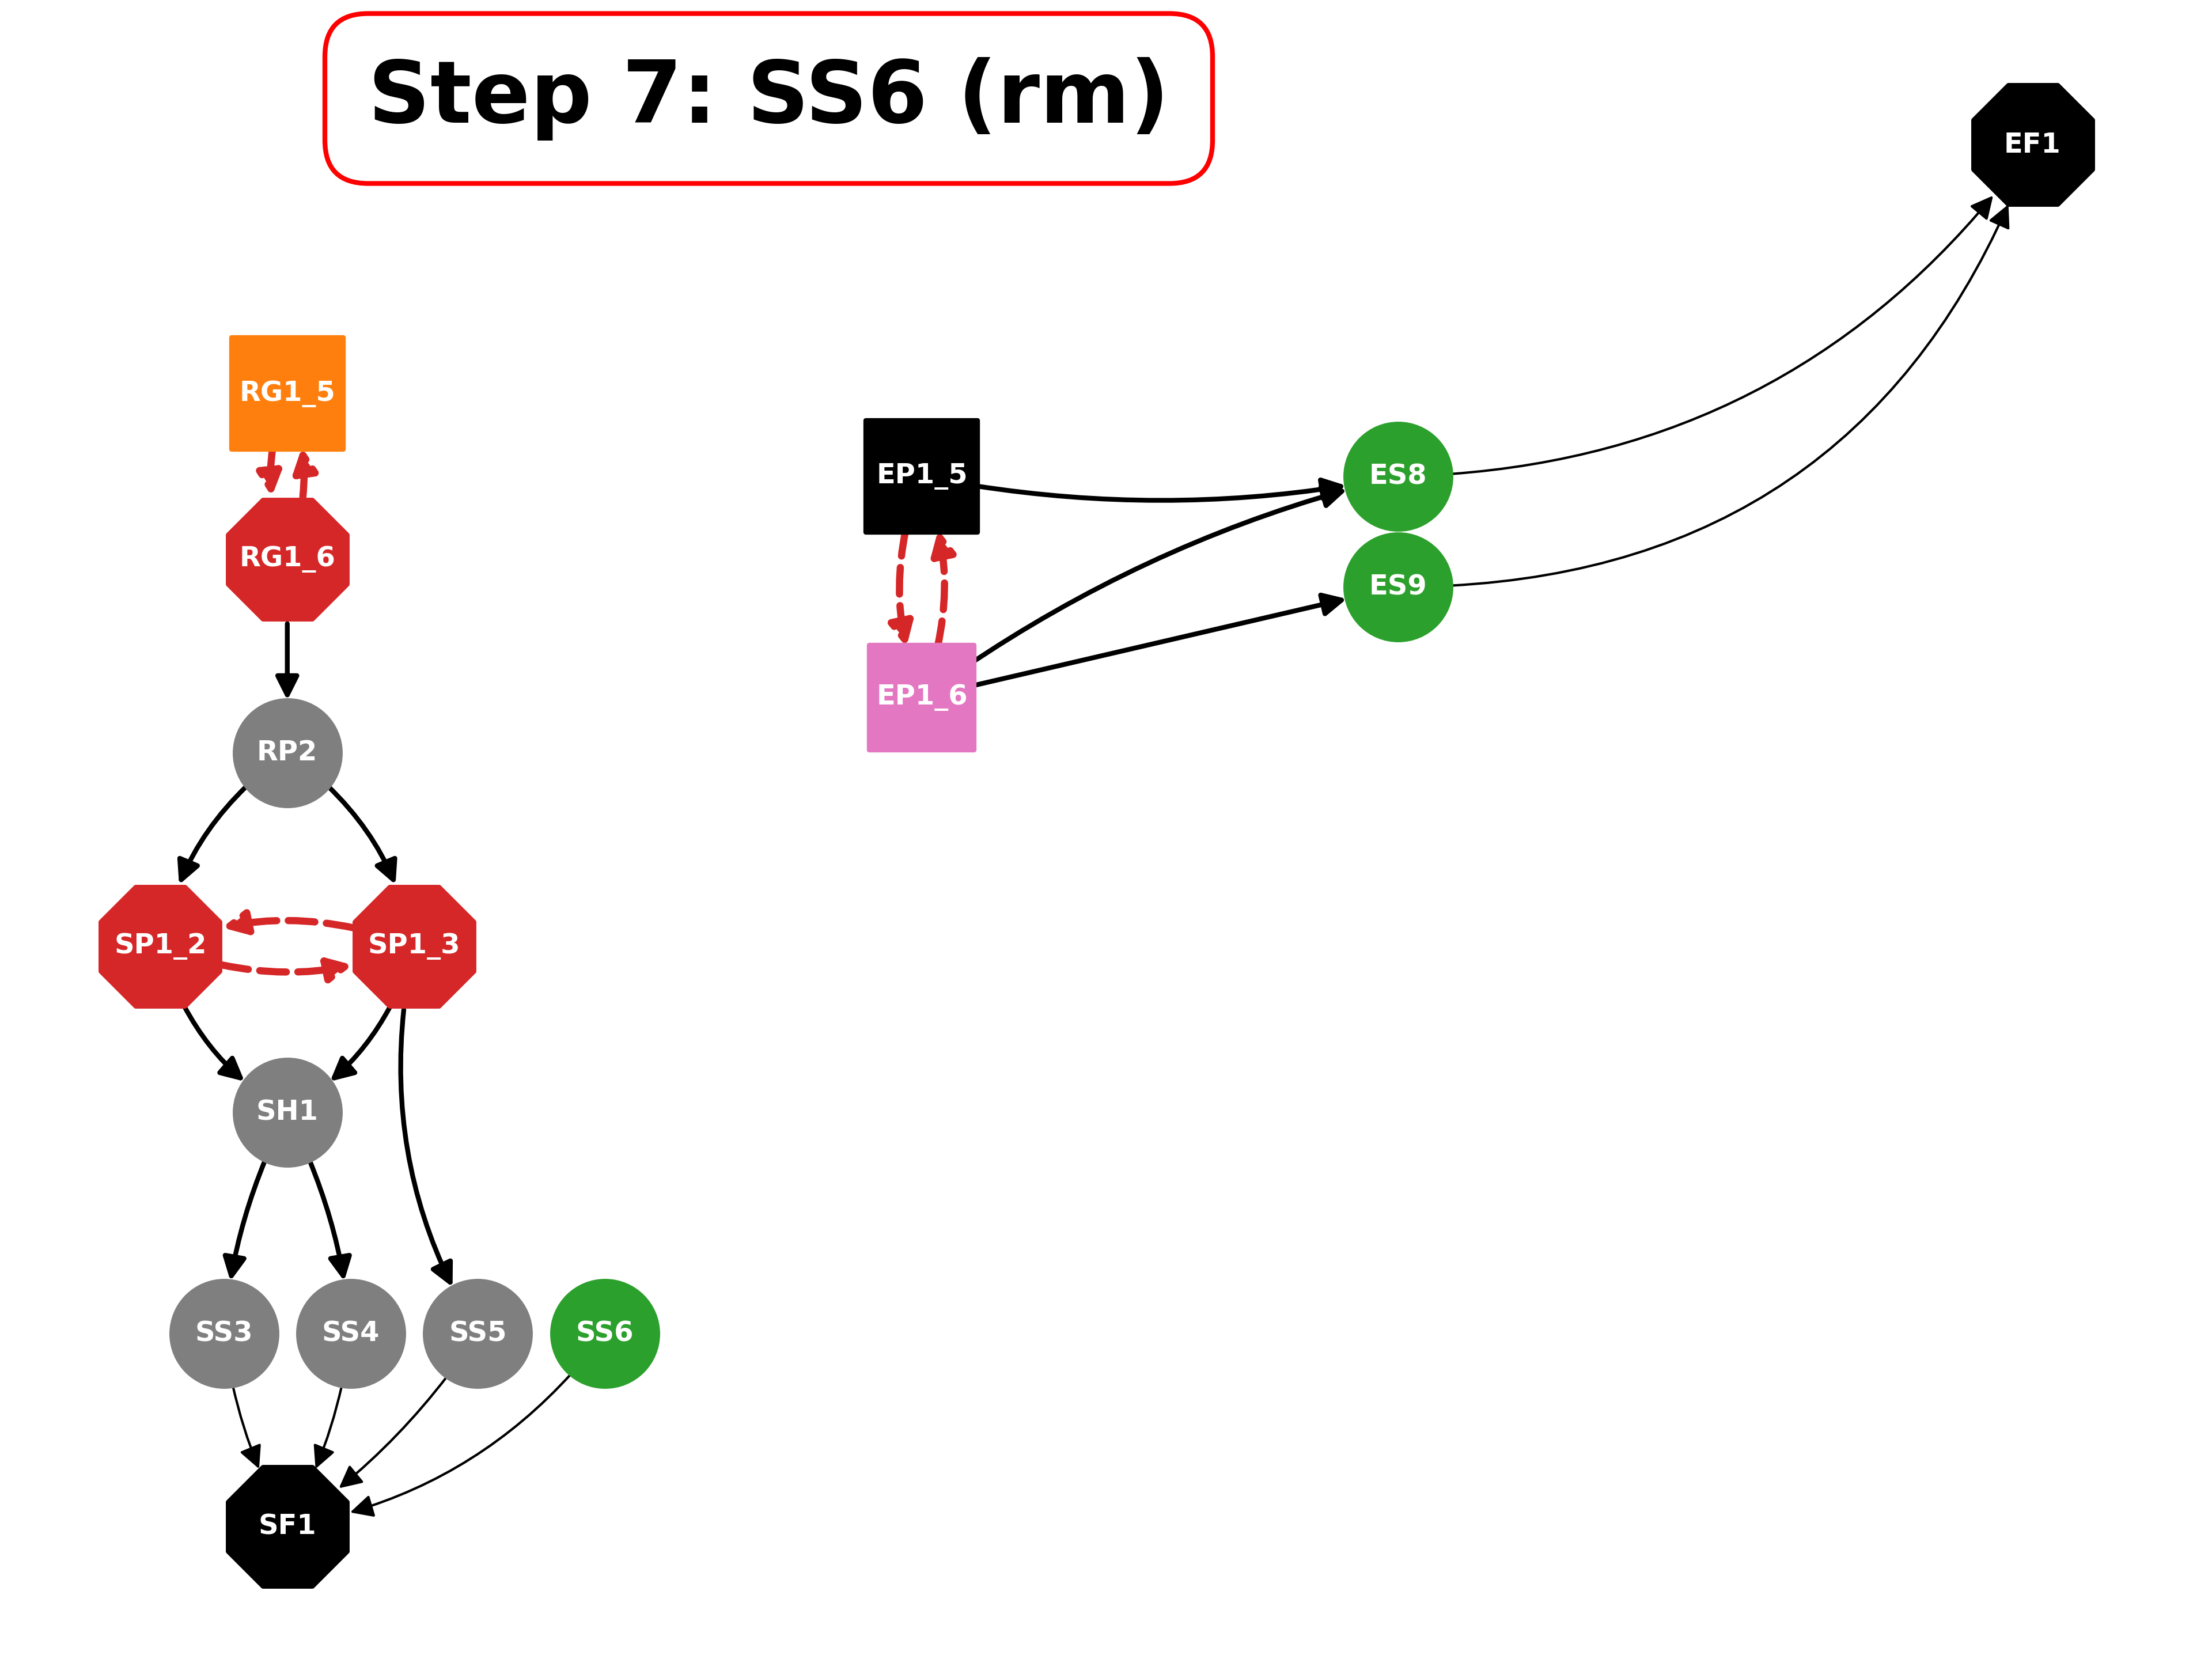 Step 7: SS6 (rm)
EF1
RG1_5
EP1_5
ES8
RG1_6
ES9
EP1_6
RP2
SP1_2
SP1_3
SH1
SS3
SS4
SS5
SS6
SF1